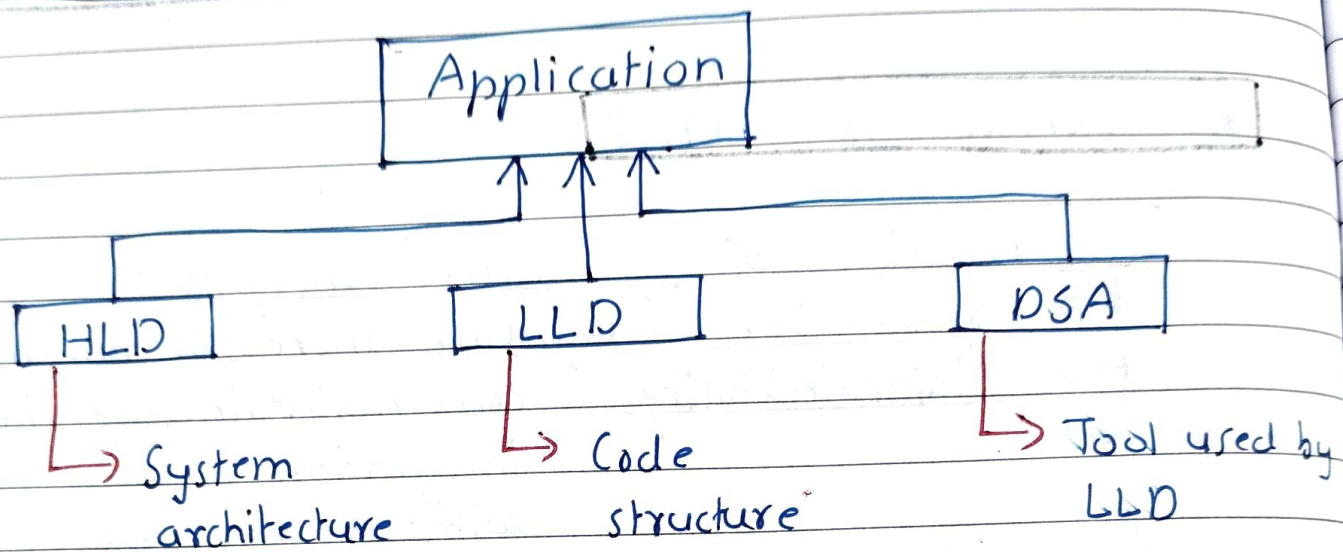 Application
HLD
LLD
DSA
System
architecture
Code
structure
Tool used by
LLD